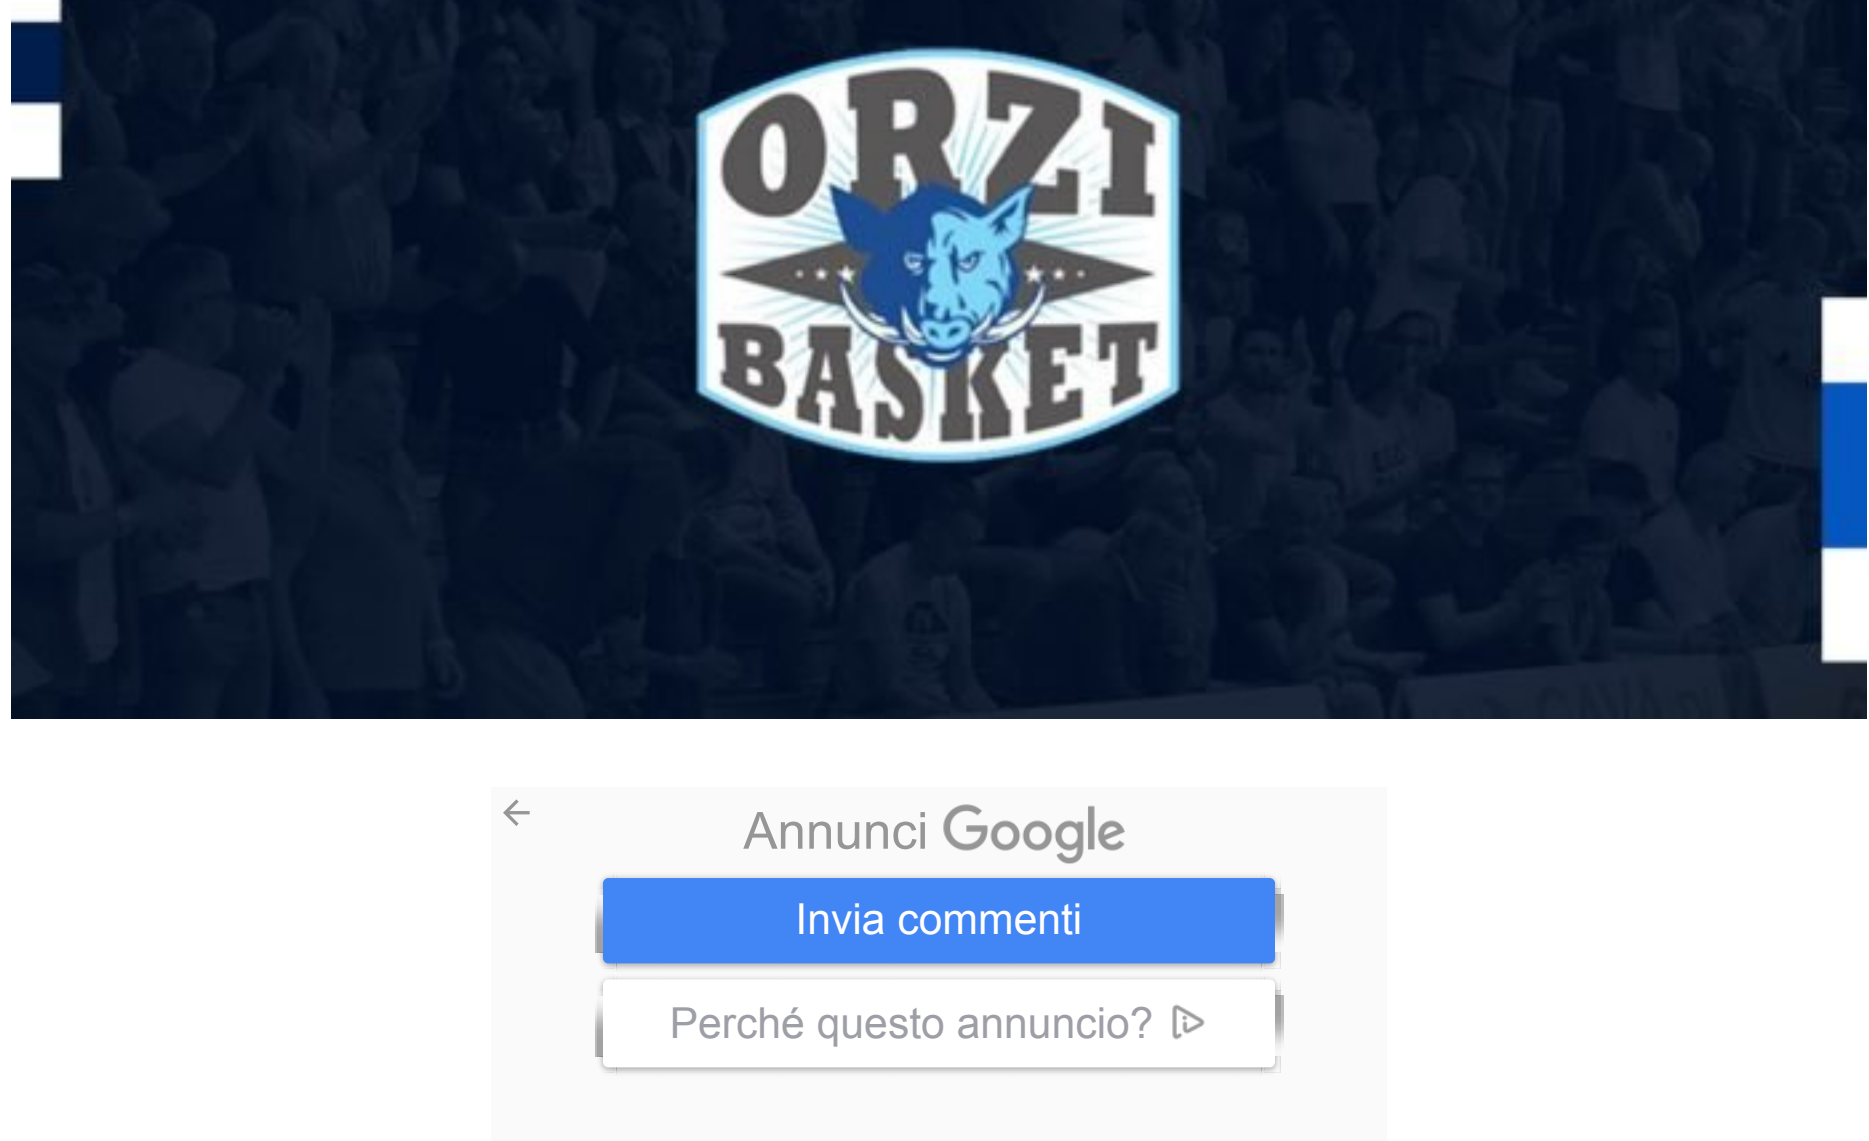 ORZI
BASKET
Annunci Google
Invia commenti
Perché questo annuncio?